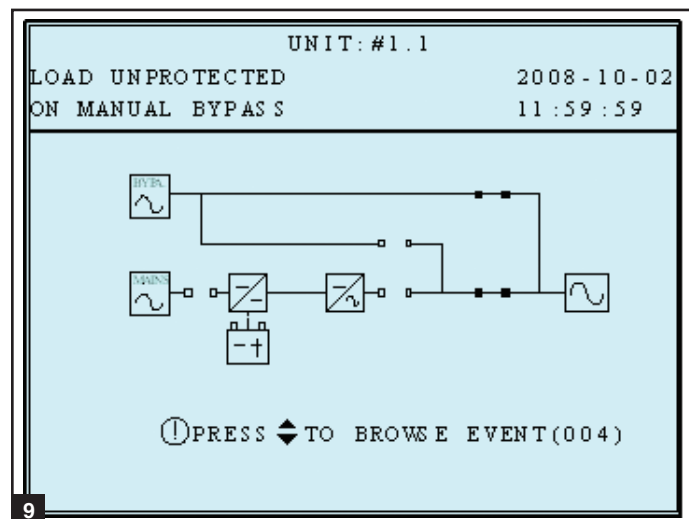 UNIT:#1.1
LOAD UNPROTECTED 2008-10-02
ON MANUAL BYPASS 11:59:59
BYPA.
MAINS
PRESS TO BROWSE EVENT(004)
9